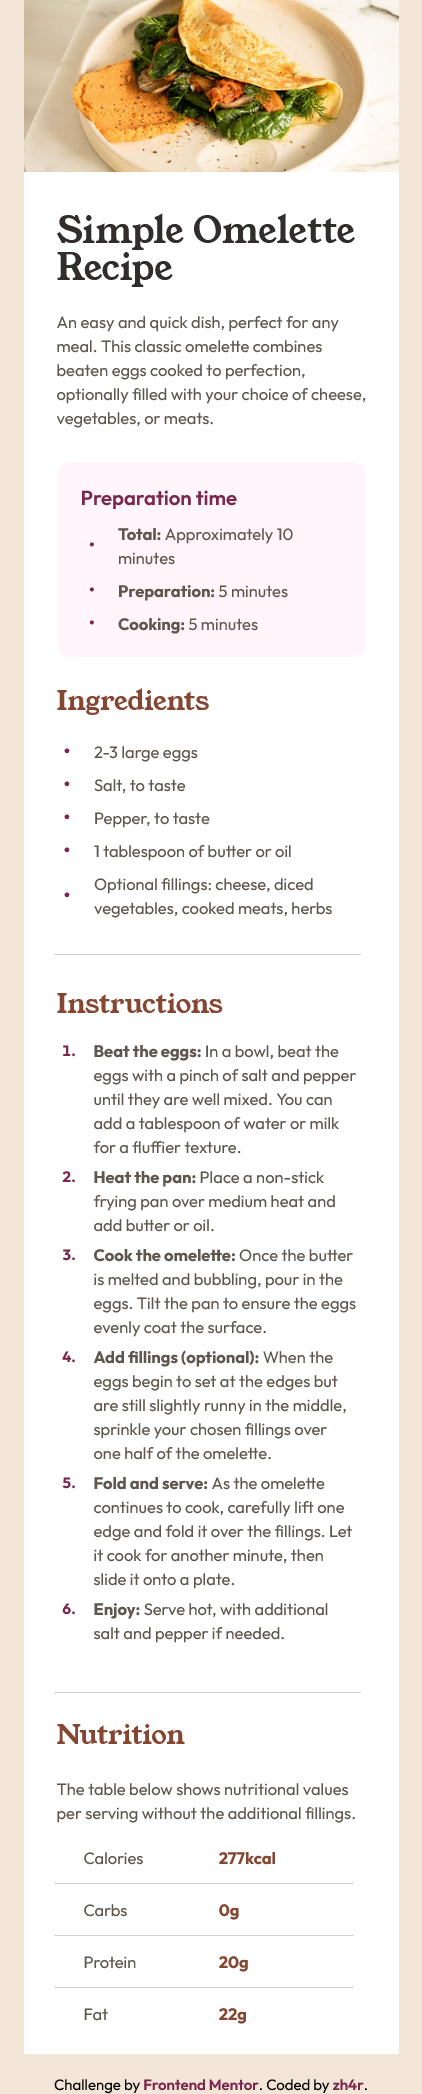 Simple Omelette
Recipe
An easy and quick dish, perfect for any
meal. This classic omelette combines
beaten eggs cooked to perfection,
optionally filled with your choice of cheese,
vegetables, or meats.
Preparation time
• Total: Approximately 10
minutes
• Preparation: 5 minutes
• Cooking: 5 minutes
Ingredients
• 2-3 large eggs
• Salt, to taste
• Pepper, to taste
• 1 tablespoon of butter or oil
• Optional fillings: cheese, diced
vegetables, cooked meats, herbs
Instructions
1. Beat the eggs: In a bowl, beat the
eggs with a pinch of salt and pepper
until they are well mixed. You can
add a tablespoon of water or milk
for a fluffier texture.
2. Heat the pan: Place a non-stick
frying pan over medium heat and
add butter or oil.
3. Cook the omelette: Once the butter
is melted and bubbling, pour in the
eggs. Tilt the pan to ensure the eggs
evenly coat the surface.
4. Add fillings (optional): When the
eggs begin to set at the edges but
are still slightly runny in the middle,
sprinkle your chosen fillings over
one half of the omelette.
5. Fold and serve: As the omelette
continues to cook, carefully lift one
edge and fold it over the fillings. Let
it cook for another minute, then
slide it onto a plate.
6. Enjoy: Serve hot, with additional
salt and pepper if needed.
Nutrition
The table below shows nutritional values
per serving without the additional fillings.
Calories 277kcal
Carbs 0g
Protein 20g
Fat 22g
Challenge by Frontend Mentor. Coded by zh4r.